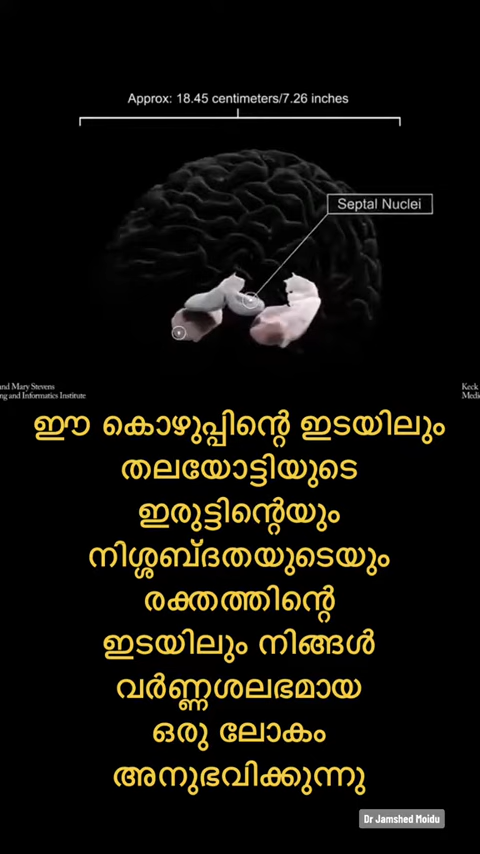 Approx: 18.45 centimeters/7.26 inches
Septal Nuclei
and Mary Stevens
ng and Informatics Institute
Keck
Medic
ഈ കൊഴുപ്പിന്റെ ഇടയിലും
തലയോട്ടിയുടെ
ഇരുട്ടിന്റെയും
നിശ്ശബ്ദതയുടെയും
രക്തത്തിന്റെ
ഇടയിലും നിങ്ങൾ
വർണ്ണശലഭമായ
ഒരു ലോകം
അനുഭവിക്കുന്നു
Dr Jamshed Moidu